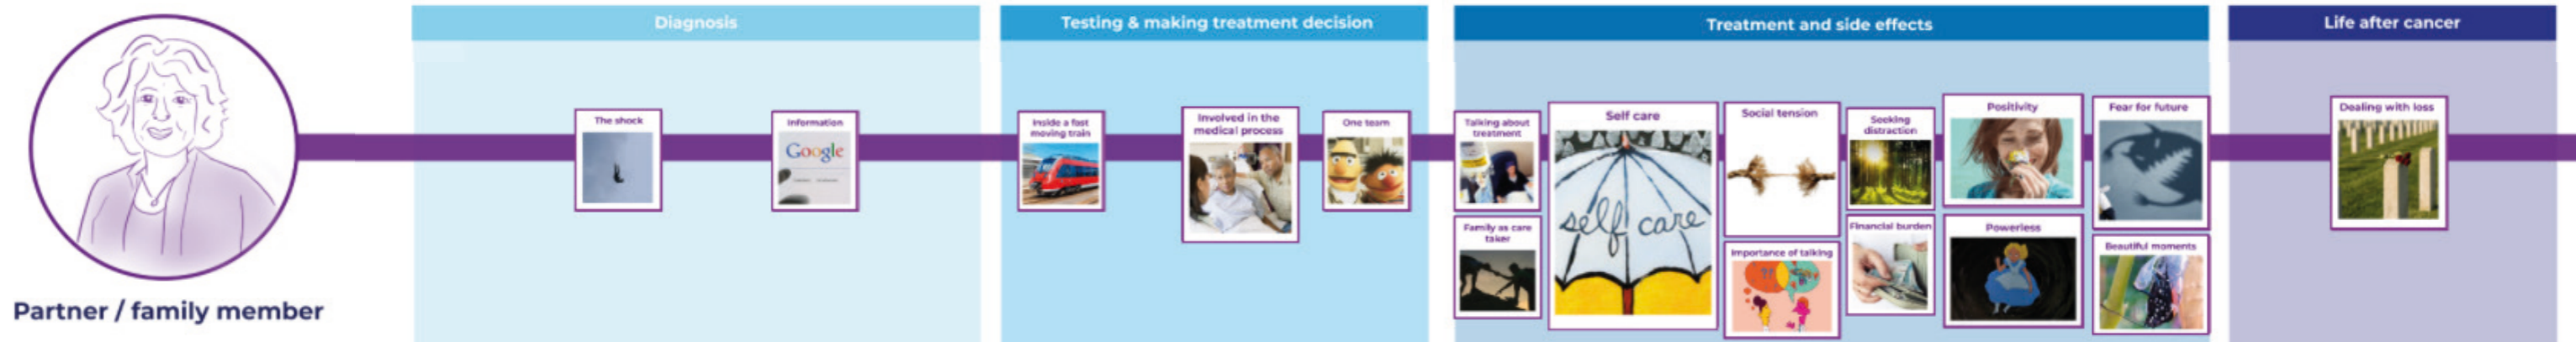 Diagnosis
Testing & making treatment decision
Treatment and side effects
Life after cancer
The shock
Information
Google
Inside a fast
moving train
Involved in the
medical process
One team
Talking about
treatment
Self care
self care
Social tension
Seeking
distraction
Positivity
Fear for future
Dealing with loss
Family as care
taker
Importance of talking
Financial burden
Powerless
Beautiful moments
Partner / family member